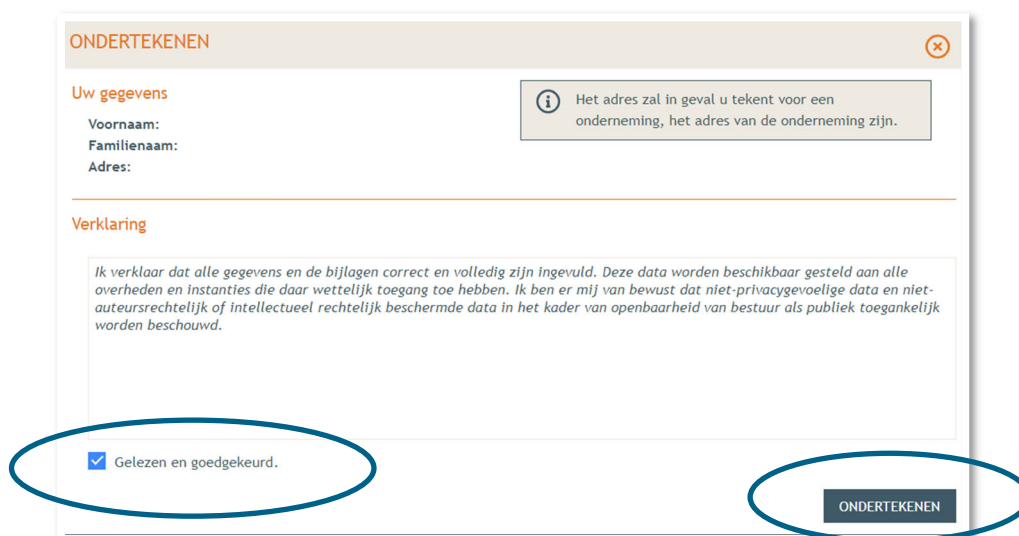 ONDERTEKENEN
Uw gegevens
Voornaam:
Familienaam:
Adres:
Het adres zal in geval u tekent voor een
onderneming, het adres van de onderneming zijn.
Verklaring
Ik verklaar dat alle gegevens en de bijlagen correct en volledig zijn ingevuld. Deze data worden beschikbaar gesteld aan alle
overheden en instanties die daar wettelijk toegang toe hebben. Ik ben er mij van bewust dat niet-privacygevoelige data en niet-
auteursrechtelijk of intellectueel rechtelijk beschermde data in het kader van openbaarheid van bestuur als publiek toegankelijk
worden beschouwd.
Gelezen en goedgekeurd.
ONDERTEKENEN